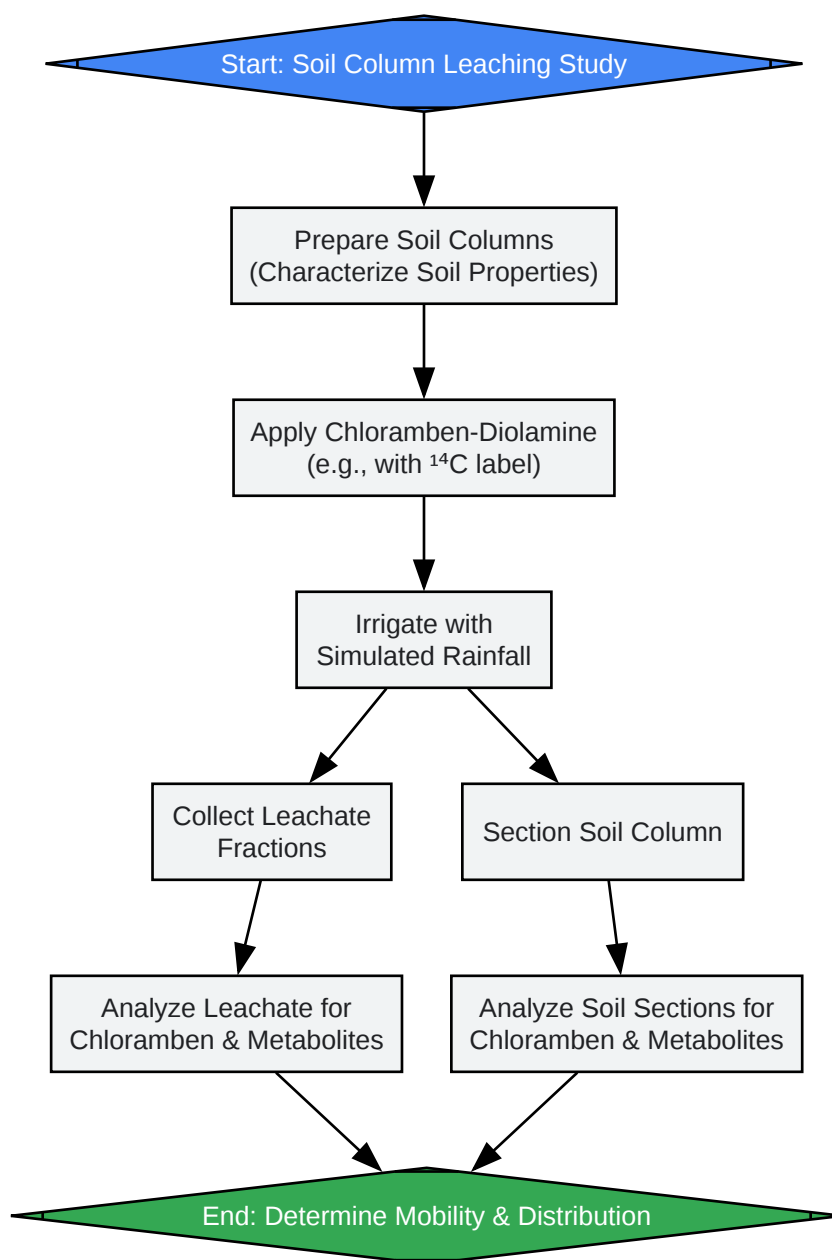 Start: Soil Column Leaching Study
Prepare Soil Columns
(Characterize Soil Properties)
Apply Chloramben-Diolamine
(e.g., with ¹⁴C label)
Irrigate with
Simulated Rainfall
Collect Leachate
Fractions
Section Soil Column
Analyze Leachate for
Chloramben & Metabolites
Analyze Soil Sections for
Chloramben & Metabolites
End: Determine Mobility & Distribution